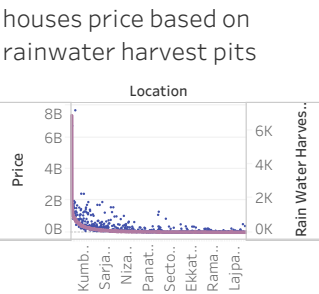 houses price based on
rainwater harvest pits
Location
8B
6B
4B
2B
0B
Price
6K
4K
2K
0K
Rain Water Harves..
Kumb..
Sarja..
Niza..
Panat..
Secto..
Ekkat..
Rama..
Lajpa..